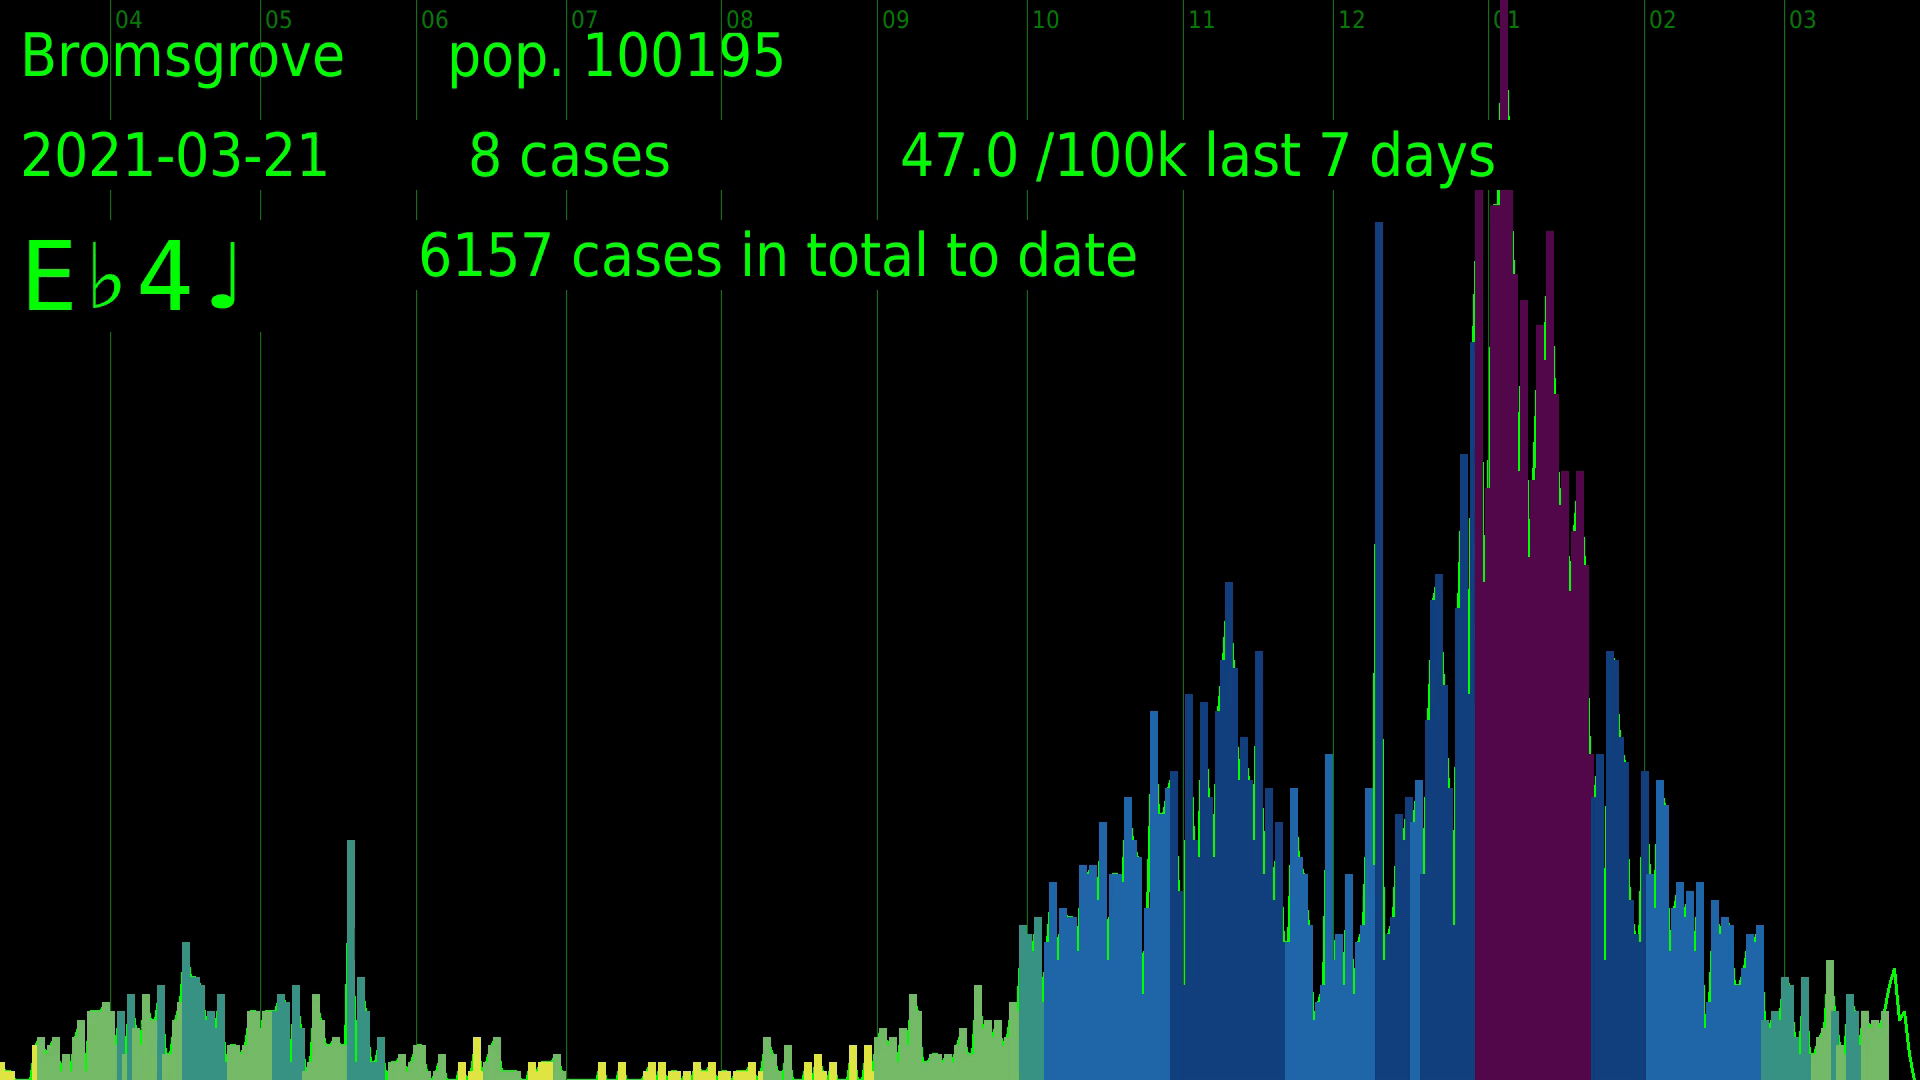 04 05 06 07 08 09 10 11 12 01 02 03
Bromsgrove pop. 100195
2021-03-21 8 cases 47.0 /100k last 7 days
E♭4♩ 6157 cases in total to date